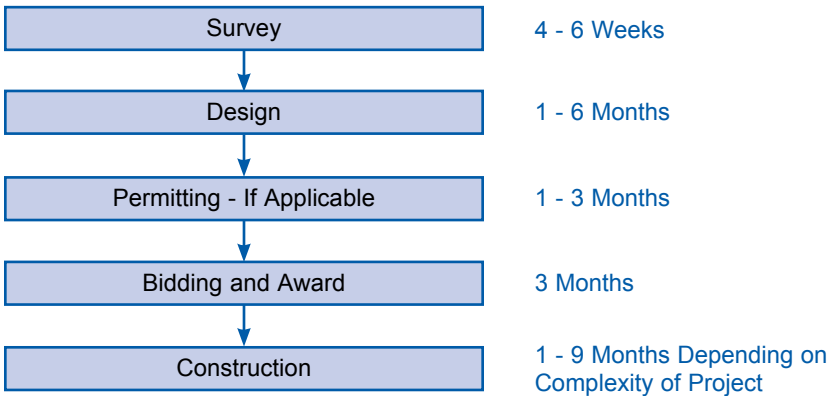 Survey
4 - 6 Weeks
Design
1 - 6 Months
Permitting - If Applicable
1 - 3 Months
Bidding and Award
3 Months
Construction
1 - 9 Months Depending on
Complexity of Project